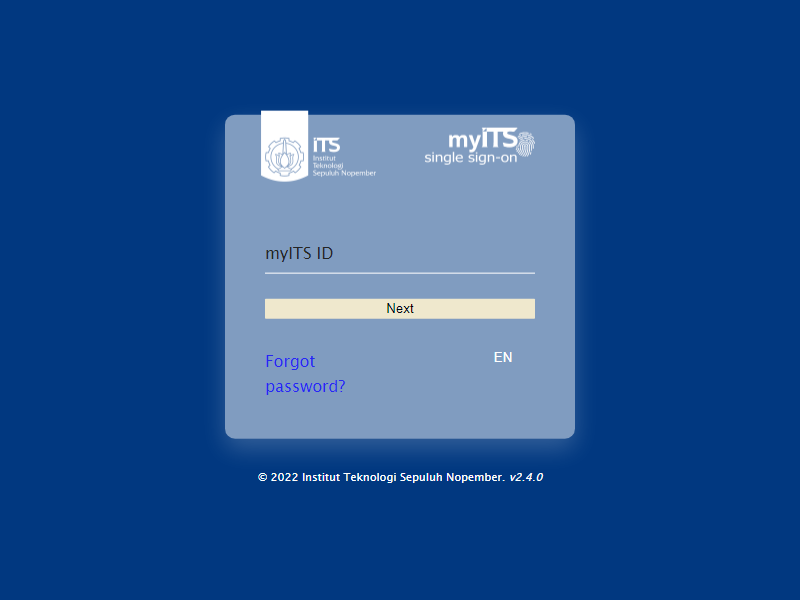 iTS
Institut
Teknologi
Sepuluh Nopember
myiTS
single sign-on
myITS ID
Next
Forgot
password?
EN
© 2022 Institut Teknologi Sepuluh Nopember. v2.4.0